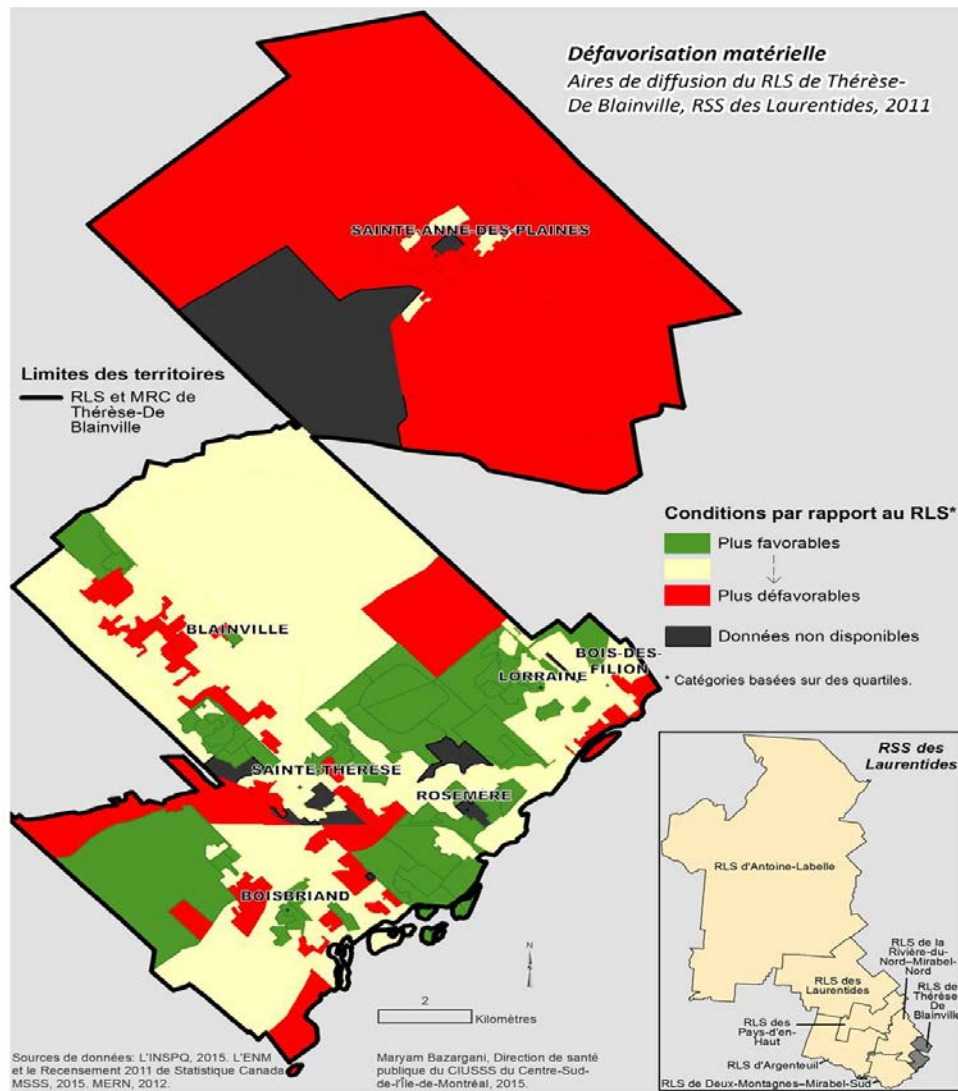 Défavorisation matérielle
Aires de diffusion du RLS de Thérèse-
De Blainville, RSS des Laurentides, 2011
SAINTE-ANNE-DES-PLAINES
Limites des territoires
RLS et MRC de
Thérèse-De
Blainville
Conditions par rapport au RLS*
Plus favorables
Plus défavorables
Données non disponibles
* Catégories basées sur des quartiles.
BLAINVILLE
BOIS-DES-
FILION
LORRAINE
SAINTE-THÉRÈSE
ROSEMÈRE
BOISBRIAND
N
2
Kilomètres
RSS des
Laurentides
RLS d'Antoine-Labelle
RLS de la
Rivière-du-
Nord–Mirabel-
Nord
RLS des
Laurentides
RLS de
Thérèse-
De
Blainville
RLS des
Pays-d'en-
Haut
RLS d'Argenteuil
RLS de Deux-Montagnes–Mirabel-Sud
Sources de données: L'INSPQ, 2015. L'ENM
et le Recensement 2011 de Statistique Canada
MSSS, 2015. MERN, 2012.
Maryam Bazargani, Direction de santé
publique du CIUSSS du Centre-Sud-
de-l'Île-de-Montréal, 2015.